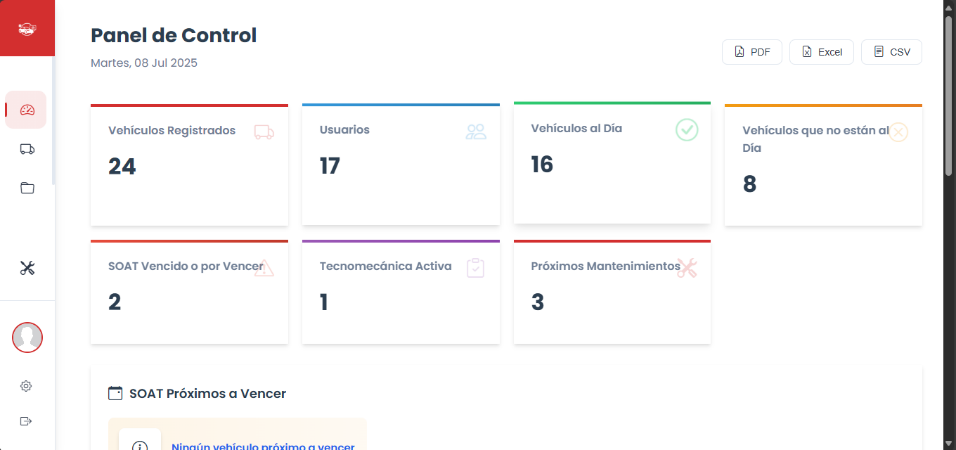 Panel de Control
Martes, 08 Jul 2025
PDF
Excel
CSV
Vehículos Registrados
24
Usuarios
17
Vehículos al Día
16
Vehículos que no están al
Día
8
SOAT Vencido o por Vencer
2
Tecnomecánica Activa
1
Próximos Mantenimientos
3
SOAT Próximos a Vencer
Ningún vehículo próximo a vencer